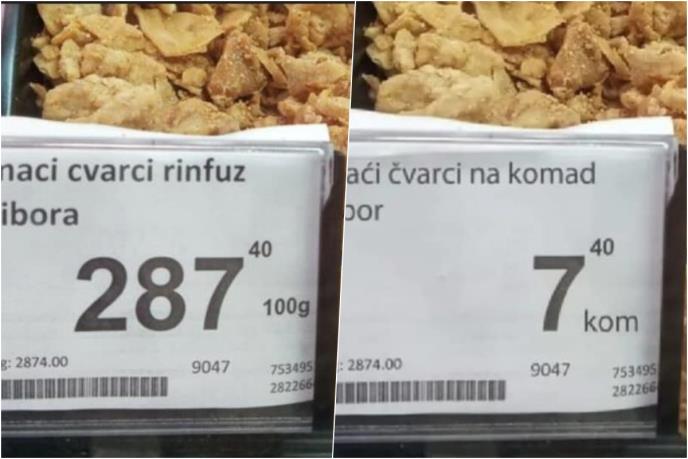 maci cvarci rinfuz
ibora
287 40
100g
g: 2874.00
9047
753495
282266
aći čvarci na komad
bor
7 40
kom
: 2874.00
9047
753495
282266